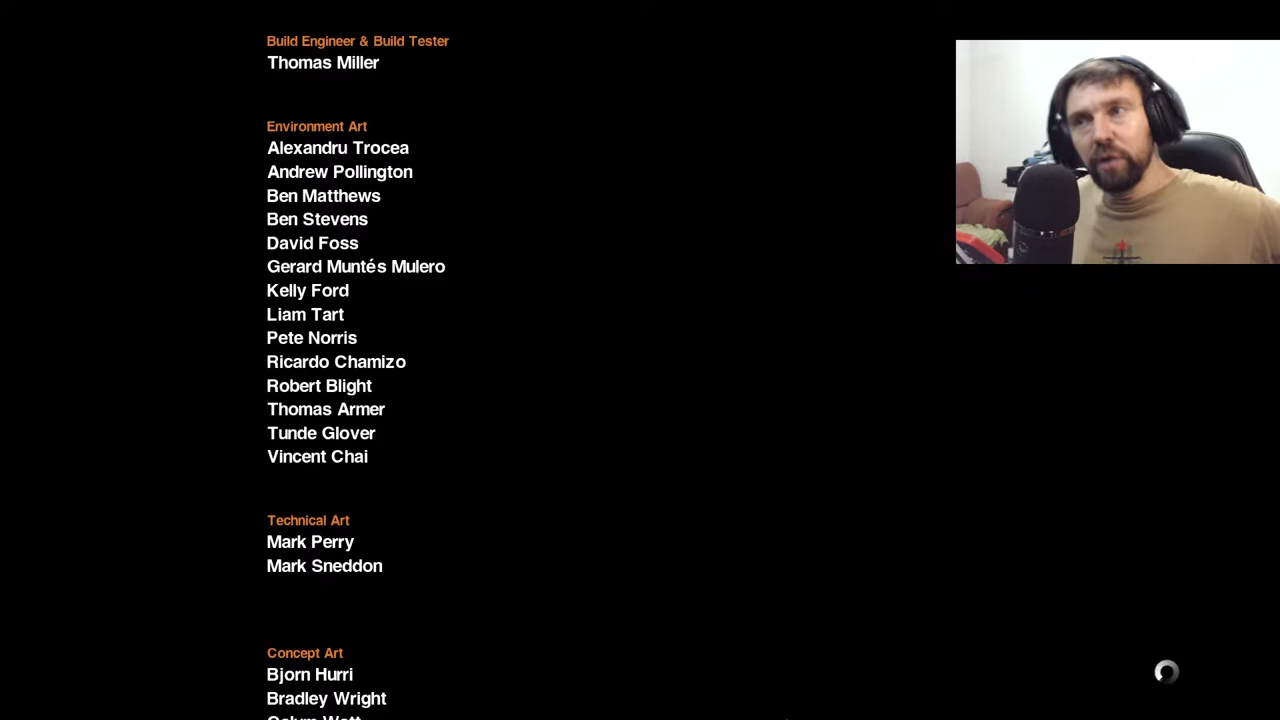 Build Engineer & Build Tester
Thomas Miller
Environment Art
Alexandru Trocea
Andrew Pollington
Ben Matthews
Ben Stevens
David Foss
Gerard Muntés Mulero
Kelly Ford
Liam Tart
Pete Norris
Ricardo Chamizo
Robert Blight
Thomas Armer
Tunde Glover
Vincent Chai
Technical Art
Mark Perry
Mark Sneddon
Concept Art
Bjorn Hurri
Bradley Wright